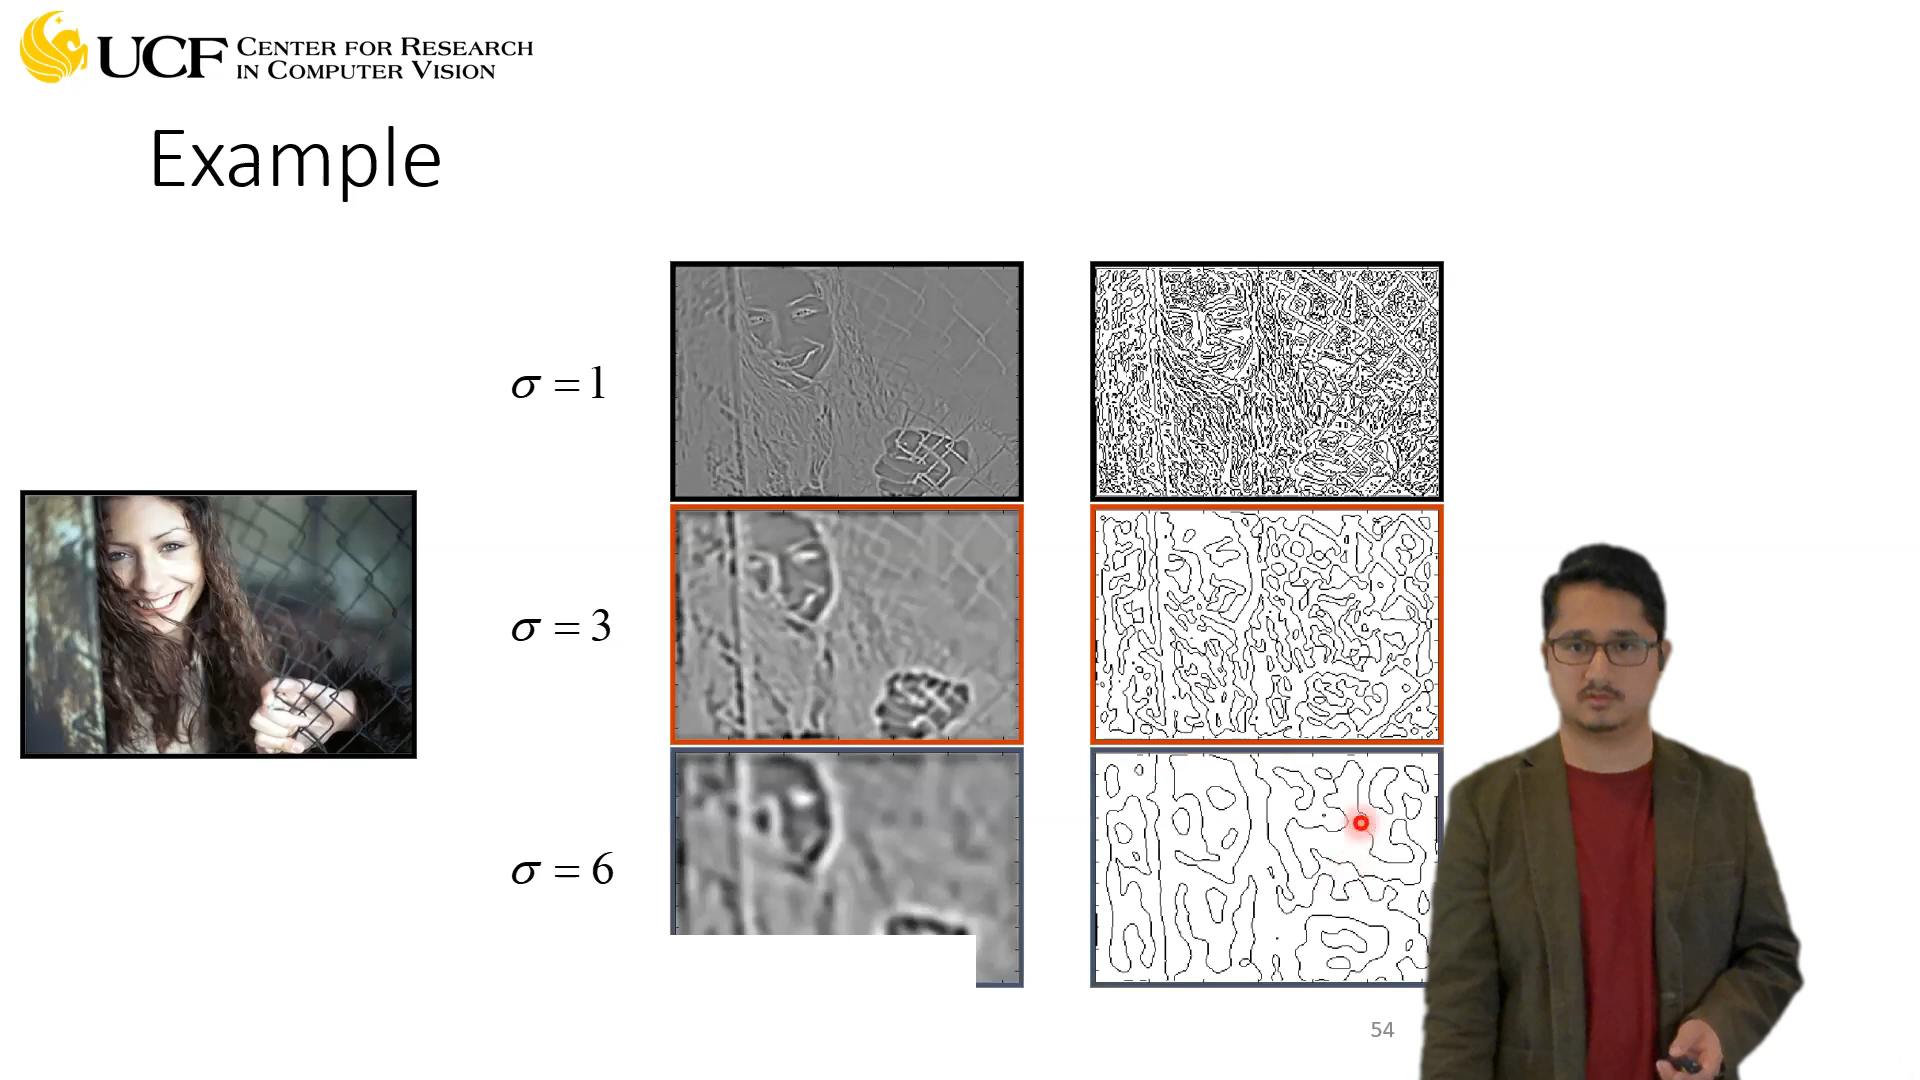 UCF CENTER FOR RESEARCH
IN COMPUTER VISION
Example
σ = 1
σ = 3
σ = 6
54